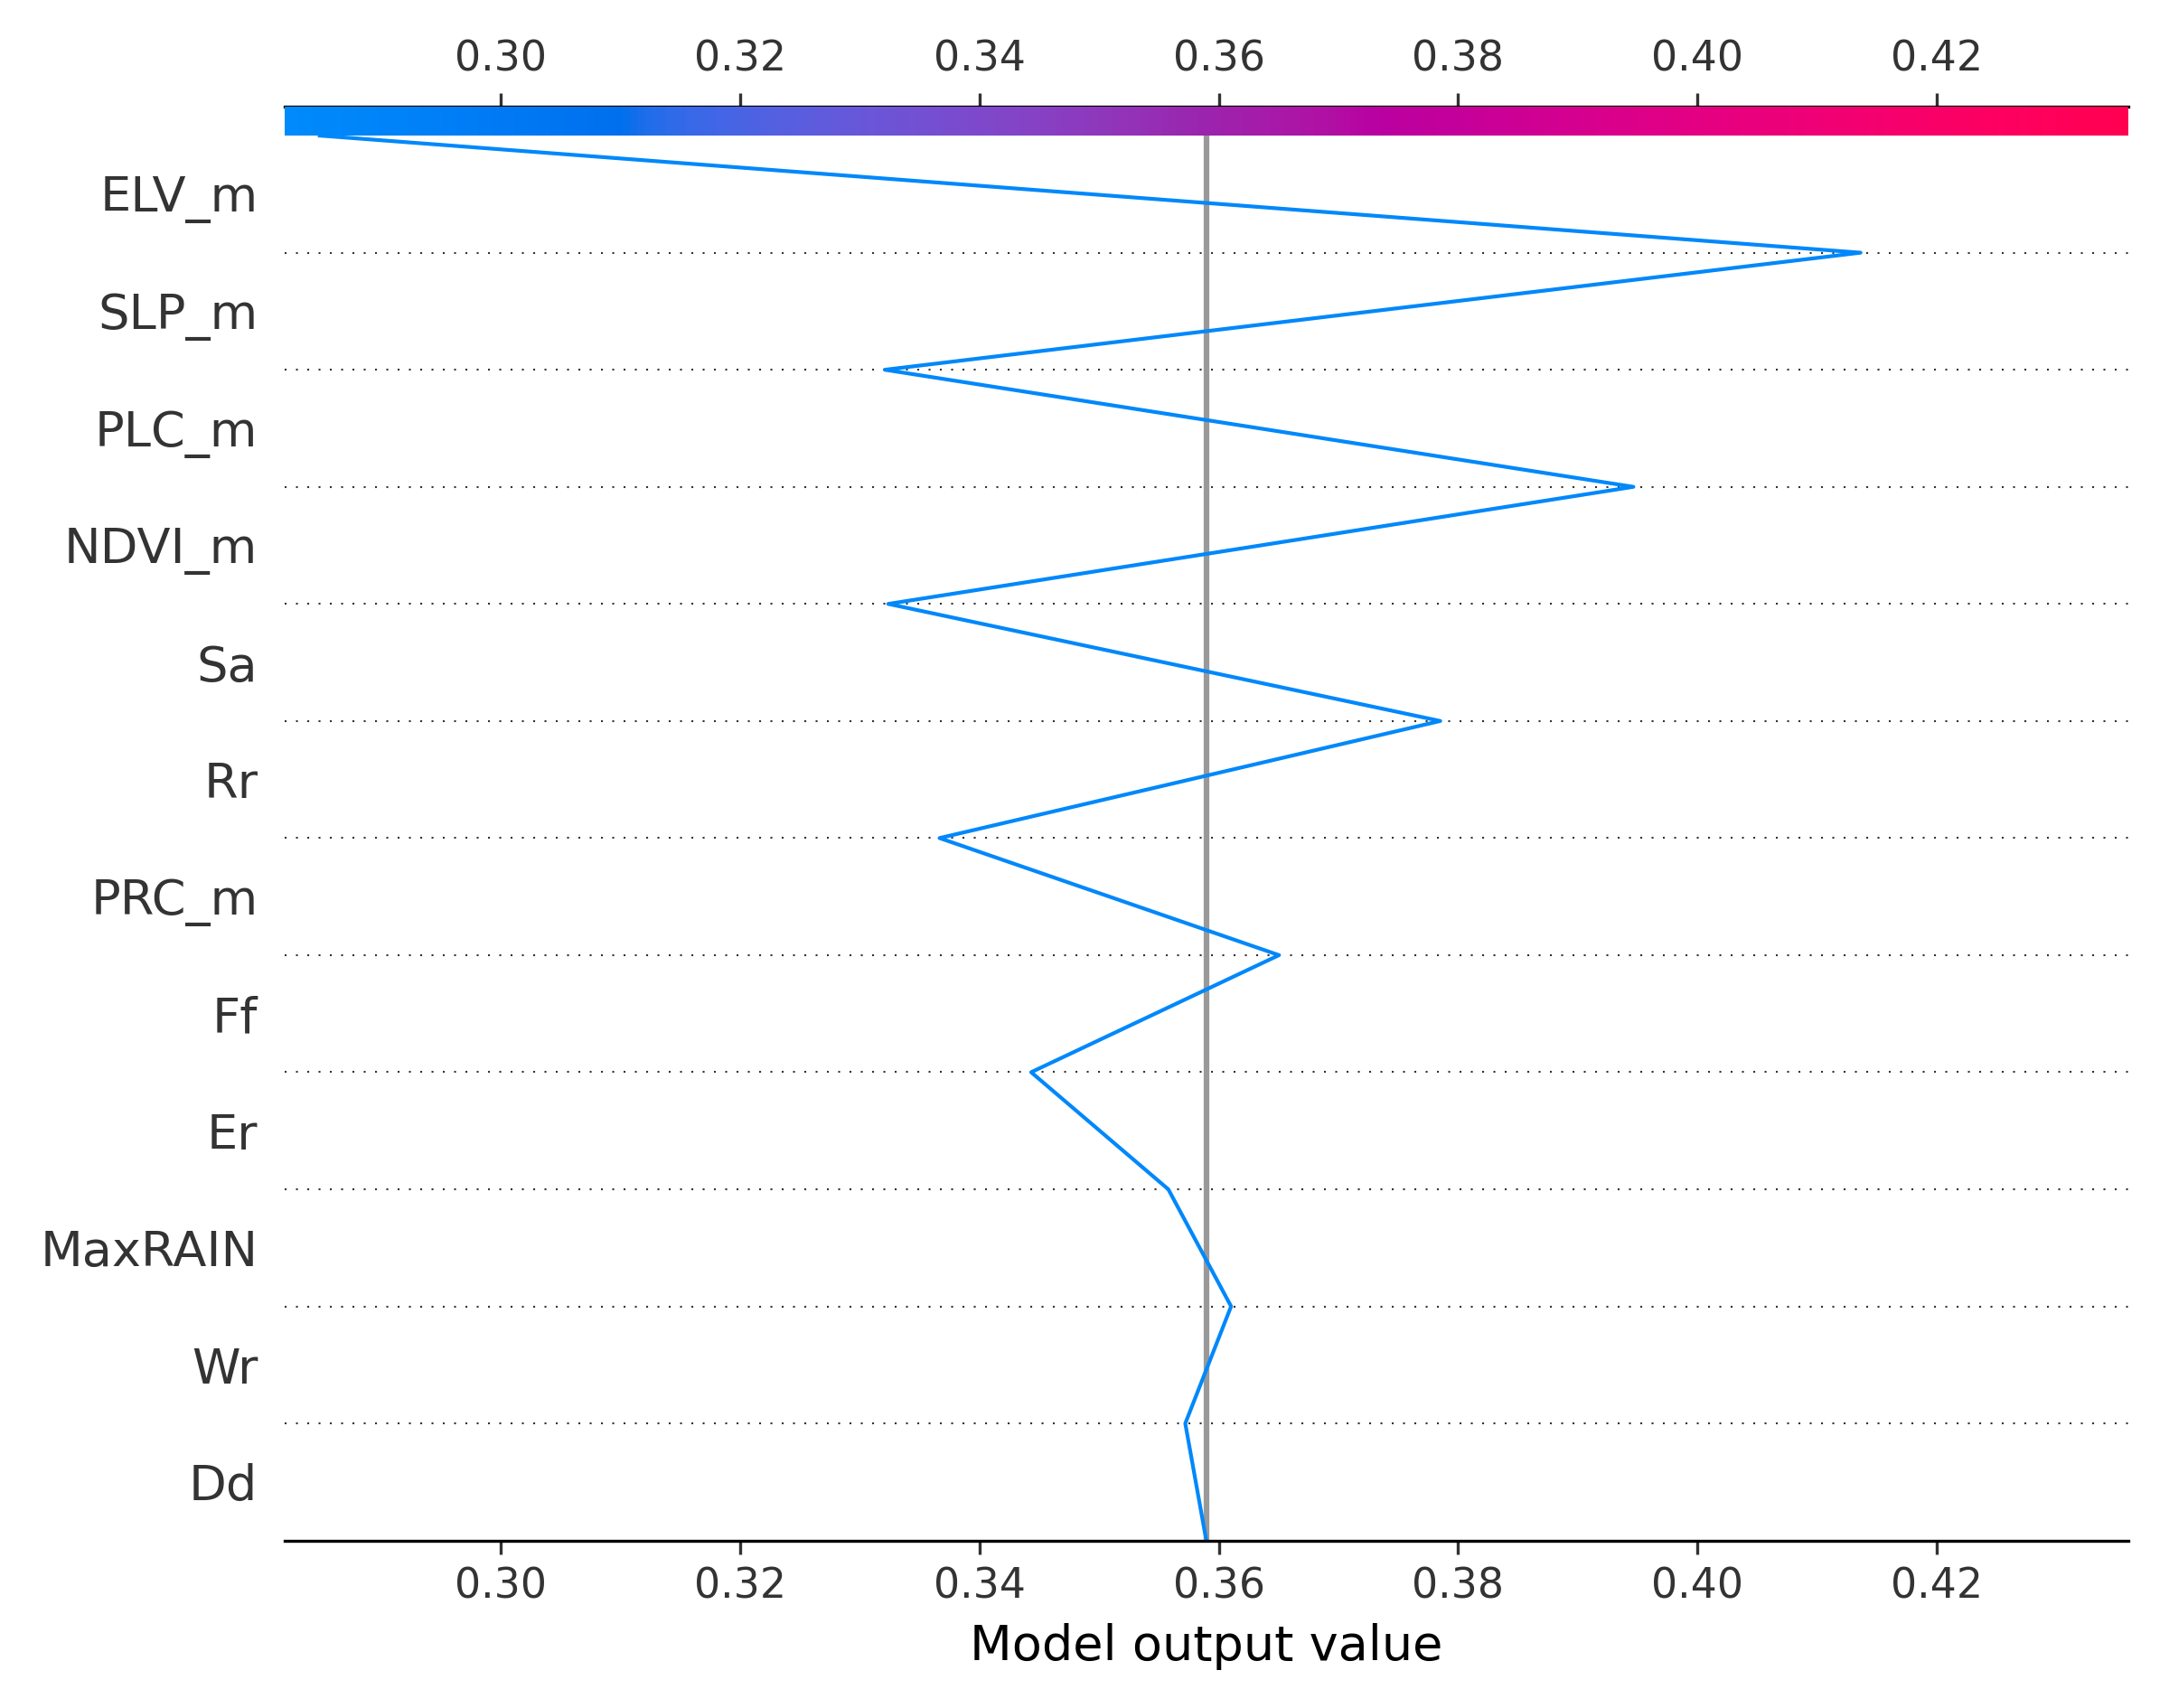 0.30 0.32 0.34 0.36 0.38 0.40 0.42
ELV_m
SLP_m
PLC_m
NDVI_m
Sa
Rr
PRC_m
Ff
Er
MaxRAIN
Wr
Dd
0.30 0.32 0.34 0.36 0.38 0.40 0.42
Model output value